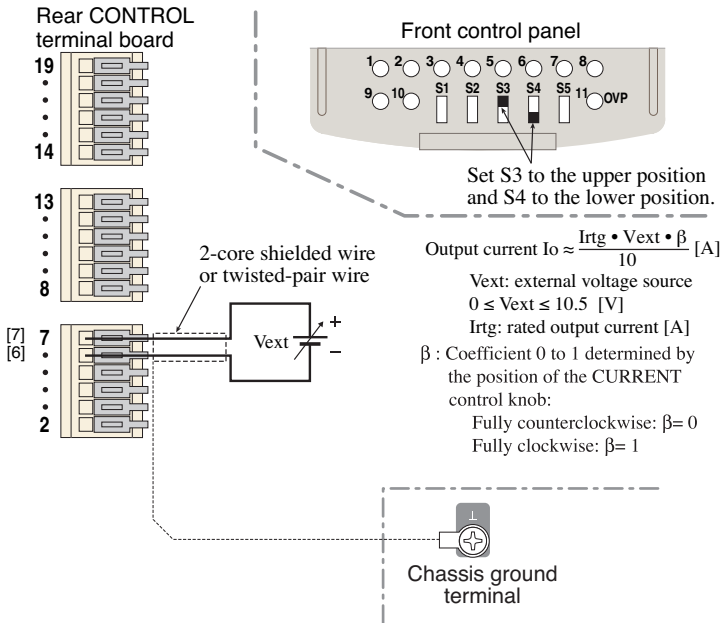 Rear CONTROL
terminal board
19
14
13
8
[7] 7
[6]
2
Front control panel
1 2 3 4 5 6 7 8
9 10 S1 S2 S3 S4 S5 11 OVP
Set S3 to the upper position
and S4 to the lower position.
2-core shielded wire
or twisted-pair wire
Vext
+
−
Output current Io ≈ Irtg • Vext • β / 10 [A]
Vext: external voltage source
0 ≤ Vext ≤ 10.5 [V]
Irtg: rated output current [A]
β : Coefficient 0 to 1 determined by
the position of the CURRENT
control knob:
Fully counterclockwise: β= 0
Fully clockwise: β= 1
Chassis ground
terminal